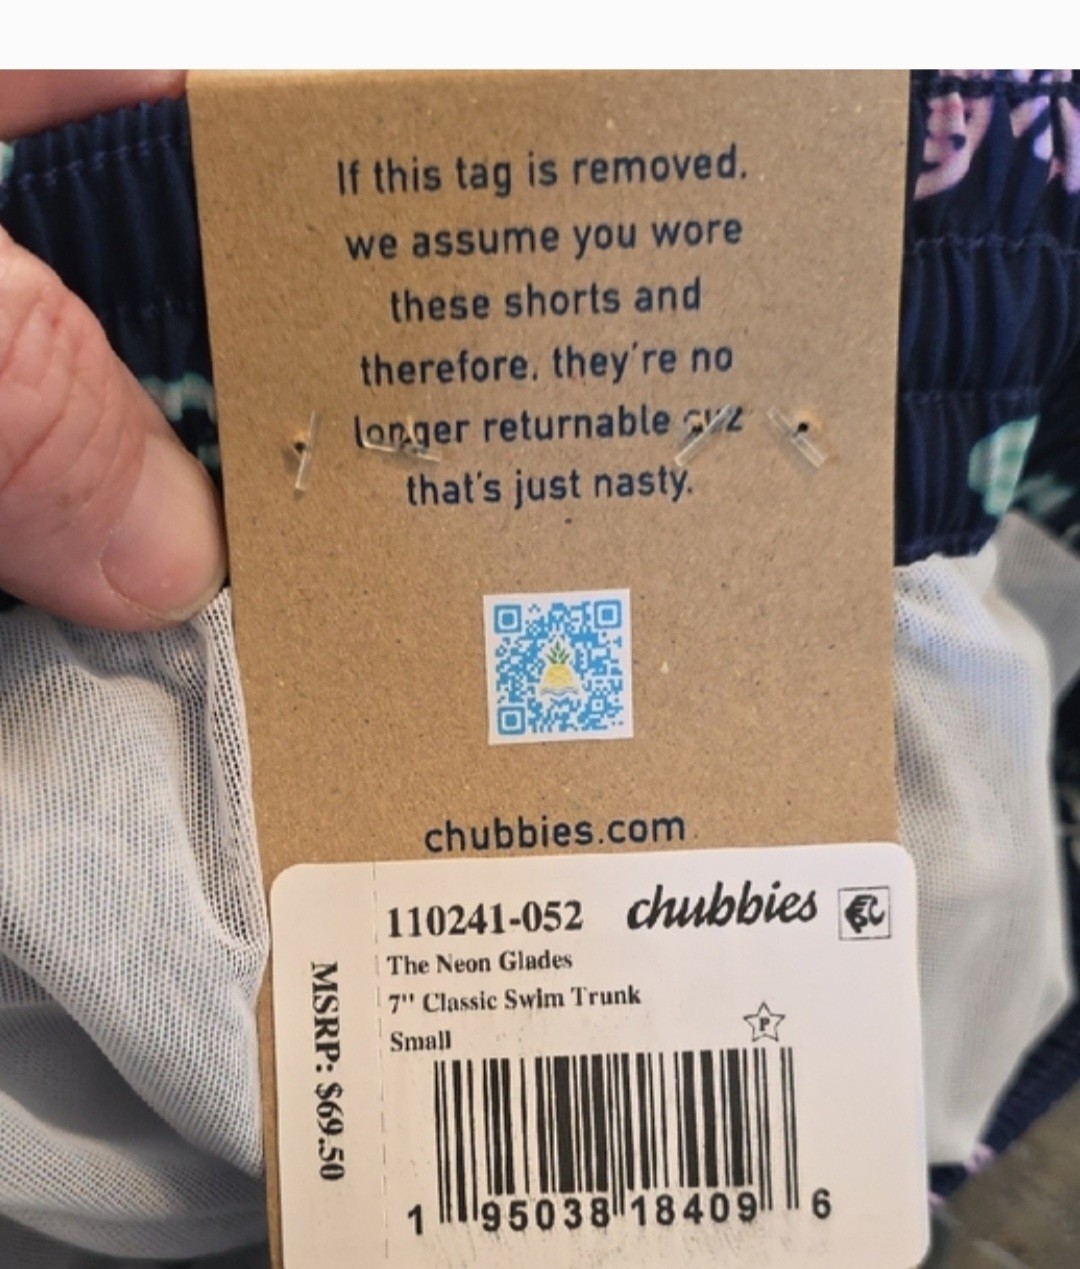 If this tag is removed,
we assume you wore
these shorts and
therefore, they're no
longer returnable cuz
that's just nasty.
chubbies.com
110241-052 chubbies
The Neon Glades
7" Classic Swim Trunk
Small
P
MSRP: $69.50
1 95038 18409 6